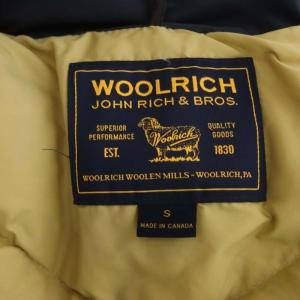 WOOLRICH
JOHN RICH & BROS.
SUPERIOR PERFORMANCE
QUALITY GOODS
Woolrich
EST. 1830
WOOLRICH WOOLEN MILLS - WOOLRICH, PA
S
MADE IN CANADA